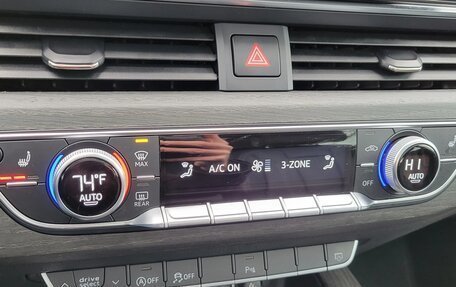 MAX
74°F
AUTO
A/C ON
3-ZONE
HI
AUTO
OFF
REAR
drive select
OFF
OFF
P